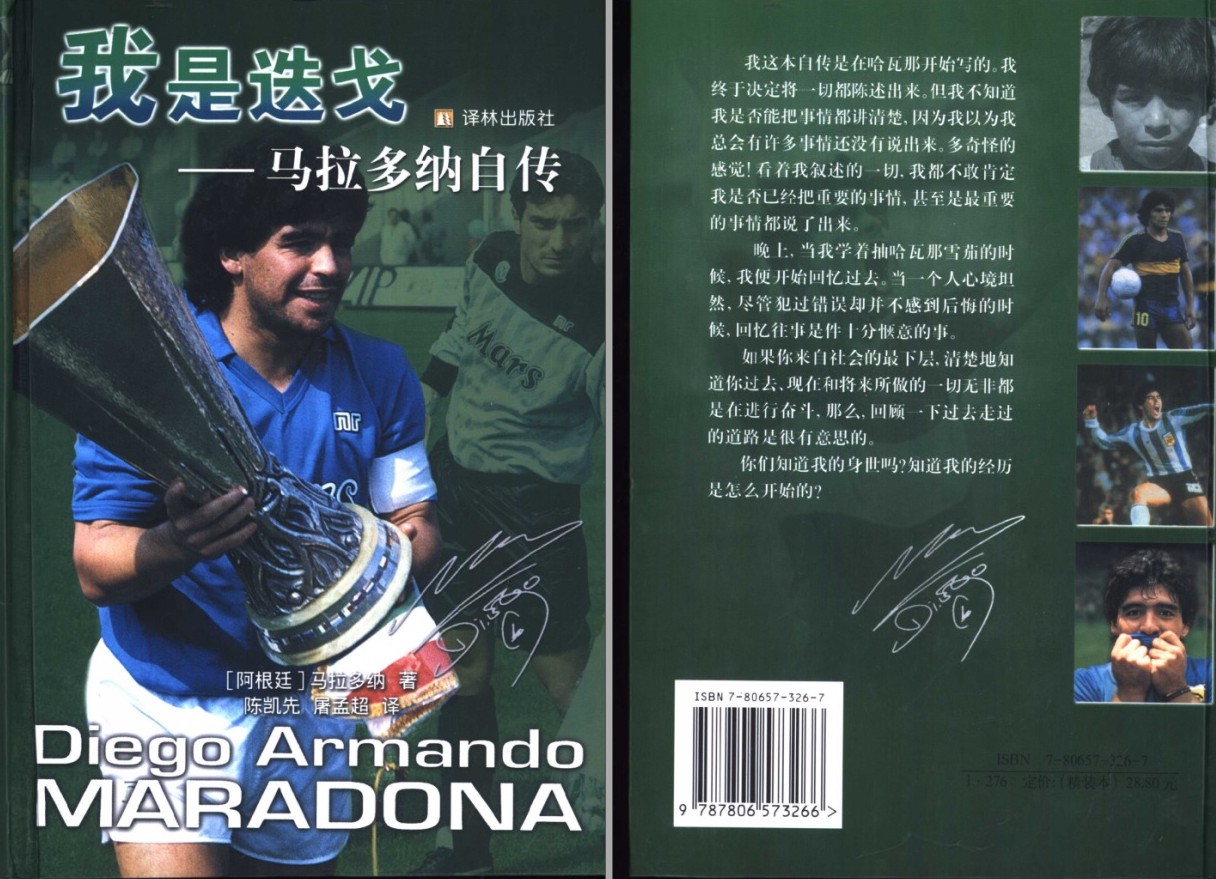 我是迭戈
译林出版社
——马拉多纳自传
VIP
Mars
nr
nr
[阿根廷]马拉多纳 著
陈凯先 屠孟超 译
Diego Armando
MARADONA
我这本自传是在哈瓦那开始写的。我
终于决定将一切都陈述出来。但我不知道
我是否能把事情都讲清楚,因为我以为我
总会有许多事情还没有说出来。多奇怪的
感觉!看着我叙述的一切,我都不敢肯定
我是否已经把重要的事情,甚至是最重要
的事情都说了出来。
晚上,当我学着抽哈瓦那雪茄的时
候,我便开始回忆过去。当一个人心境坦
然,尽管犯过错误却并不感到后悔的时
候,回忆往事是件十分惬意的事。
如果你来自社会的最下层,清楚地知
道你过去、现在和将来所做的一切无非都
是在进行奋斗,那么,回顾一下过去走过
的道路是很有意思的。
你们知道我的身世吗?知道我的经历
是怎么开始的?
10
ISBN 7-80657-326-7
9 787806 573266 >
ISBN 7-80657-326-7
I·276 定价:(精装本) 28.80元